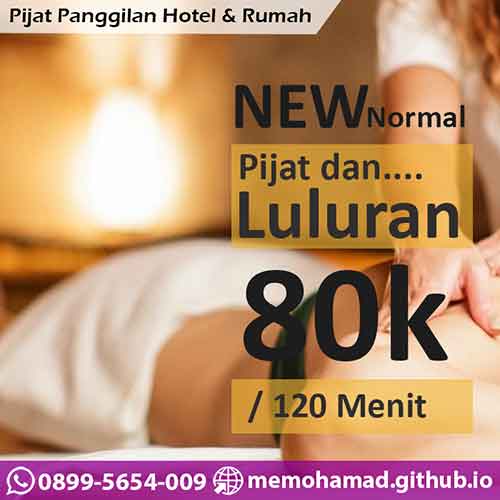 Pijat Panggilan Hotel & Rumah
NEW Normal
Pijat dan....
Luluran
80k
/ 120 Menit
0899-5654-009 memohamad.github.io